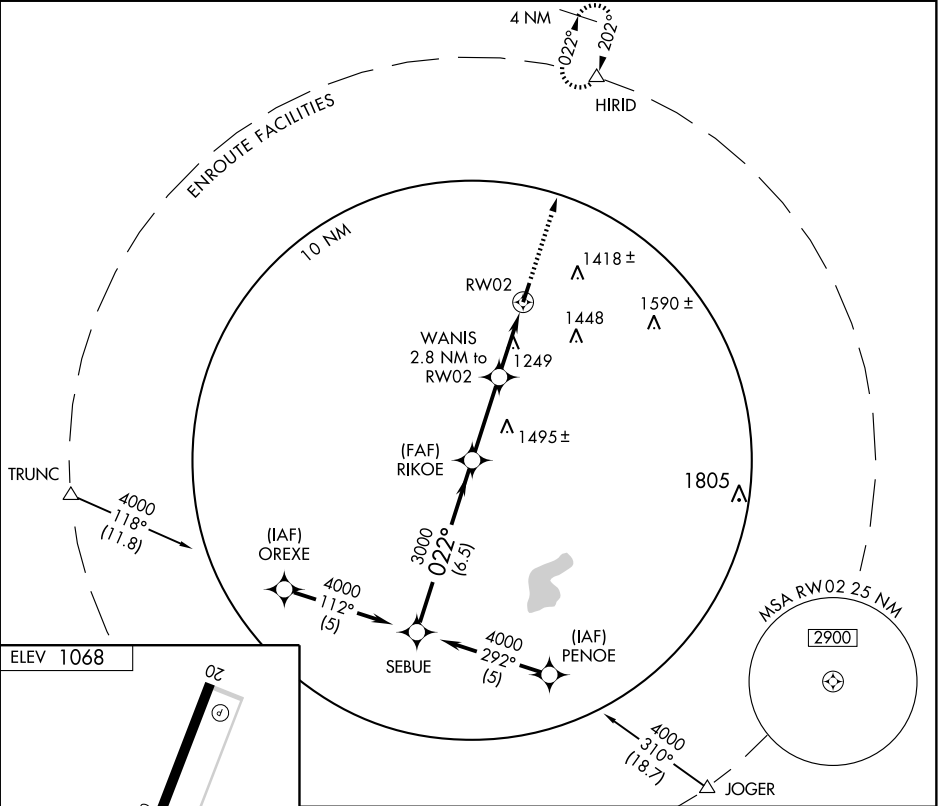 4 NM
022°
202°
HIRID
ENROUTE FACILITIES
10 NM
1418 ±
RW02
1590 ±
1448
WANIS
2.8 NM to
RW02
1249
(FAF)
RIKOE
1495 ±
TRUNC
4000
118°
(11.8)
1805
(IAF)
OREXE
3000
022°
(6.5)
4000
112°
(5)
SEBUE
4000
292°
(5)
(IAF)
PENOE
MSA RW02 25 NM
2900
ELEV 1068
20
P
4000
310°
(18.7)
JOGER